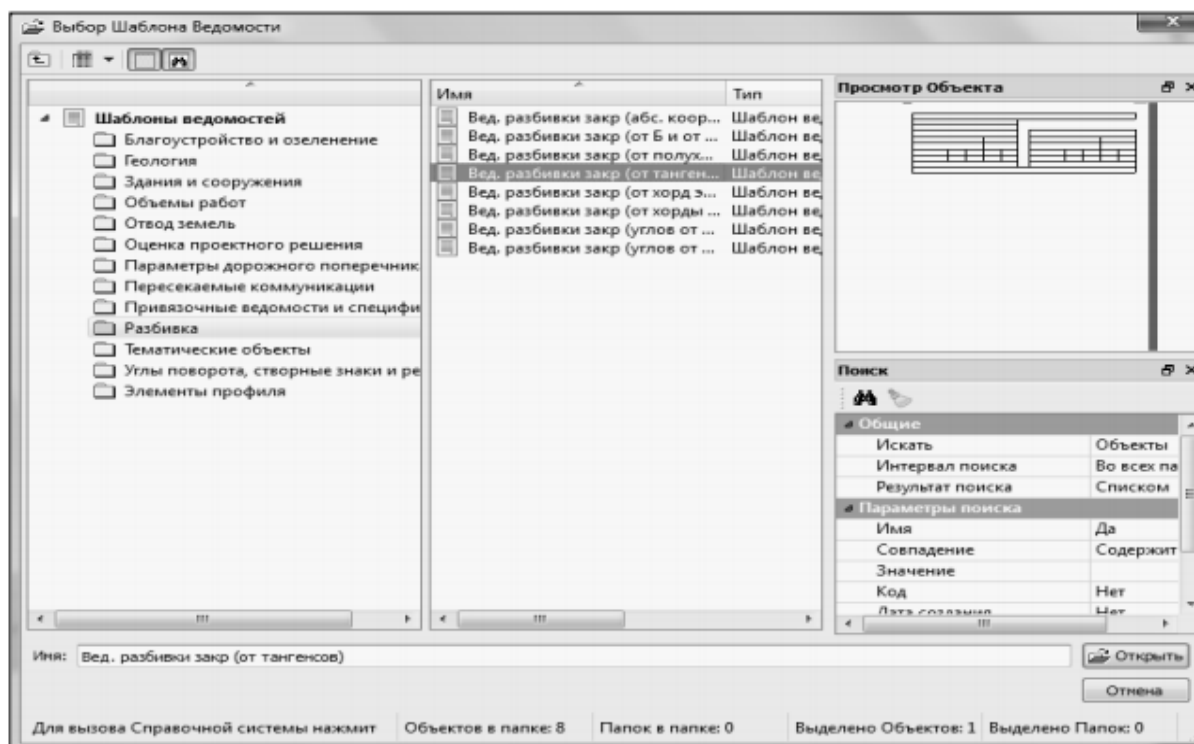 Выбор Шаблона Ведомости
Шаблоны ведомостей
Благоустройство и озеленение
Геология
Здания и сооружения
Объемы работ
Отвод земель
Оценка проектного решения
Параметры дорожного поперечник
Пересекаемые коммуникации
Привязочные ведомости и специфи
Разбивка
Тематические объекты
Углы поворота, створные знаки и ре
Элементы профиля
Имя Тип
Вед. разбивки закр (абс. коор... Шаблон ве
Вед. разбивки закр (от Б и от ... Шаблон ве
Вед. разбивки закр (от полух... Шаблон ве
Вед. разбивки закр (от танген... Шаблон ве
Вед. разбивки закр (от хорд э... Шаблон ве
Вед. разбивки закр (от хорды ... Шаблон ве
Вед. разбивки закр (углов от ... Шаблон ве
Вед. разбивки закр (углов от ... Шаблон ве
Просмотр Объекта
Поиск
Общие
Искать Объекты
Интервал поиска Во всех па
Результат поиска Списком
Параметры поиска
Имя Да
Совпадение Содержит
Значение
Код Нет
Дата создания Нет
Имя: Вед. разбивки закр (от тангенсов)
Открыть
Отмена
Для вызова Справочной системы нажмит Объектов в папке: 8 Папок в папке: 0 Выделено Объектов: 1 Выделено Папок: 0